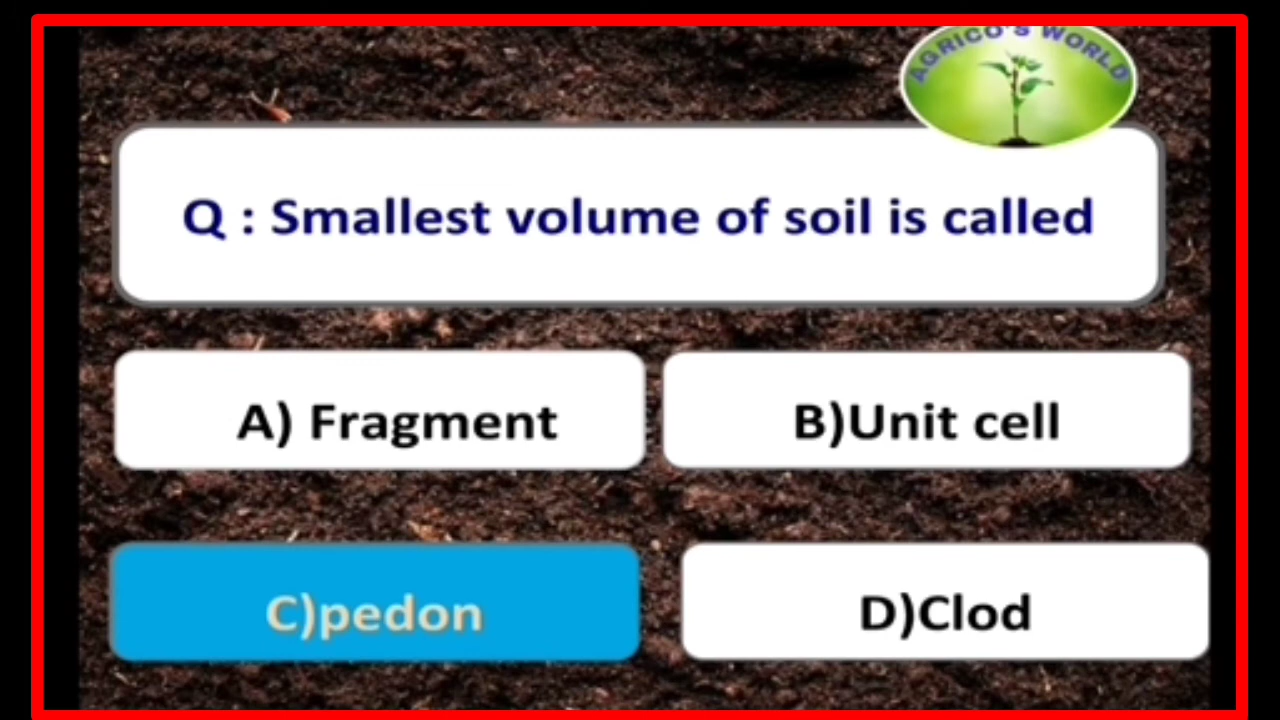 AGRICO'S WORLD
Q : Smallest volume of soil is called
A) Fragment
B)Unit cell
C)pedon
D)Clod